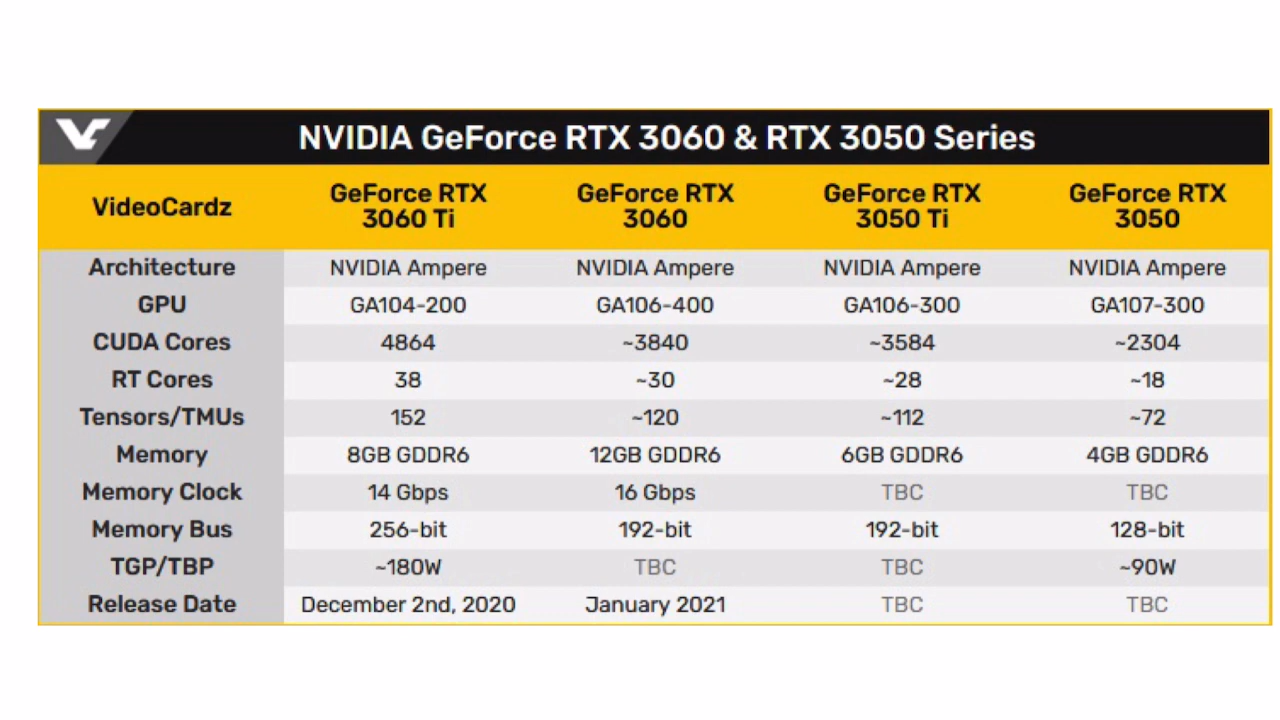 NVIDIA GeForce RTX 3060 & RTX 3050 Series
VideoCardz GeForce RTX 3060 Ti GeForce RTX 3060 GeForce RTX 3050 Ti GeForce RTX 3050
Architecture NVIDIA Ampere NVIDIA Ampere NVIDIA Ampere NVIDIA Ampere
GPU GA104-200 GA106-400 GA106-300 GA107-300
CUDA Cores 4864 ~3840 ~3584 ~2304
RT Cores 38 ~30 ~28 ~18
Tensors/TMUs 152 ~120 ~112 ~72
Memory 8GB GDDR6 12GB GDDR6 6GB GDDR6 4GB GDDR6
Memory Clock 14 Gbps 16 Gbps TBC TBC
Memory Bus 256-bit 192-bit 192-bit 128-bit
TGP/TBP ~180W TBC TBC ~90W
Release Date December 2nd, 2020 January 2021 TBC TBC